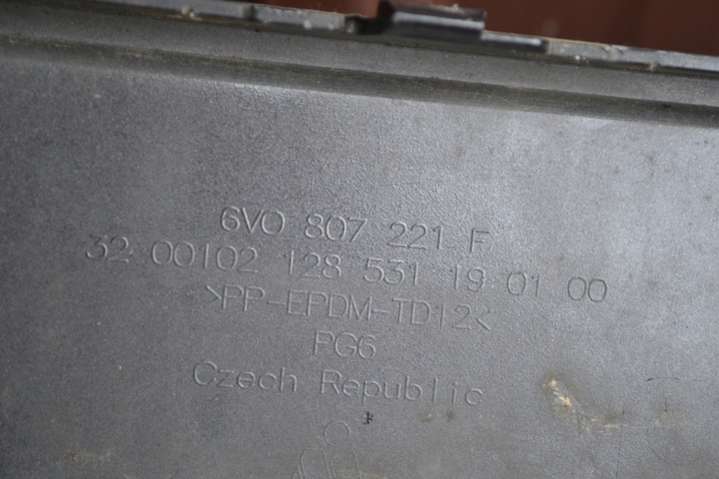 6V0 807 221 F
32 00102 128 531 19 01 00
>PP-EPDM-TD12<
PG6
Czech Republic